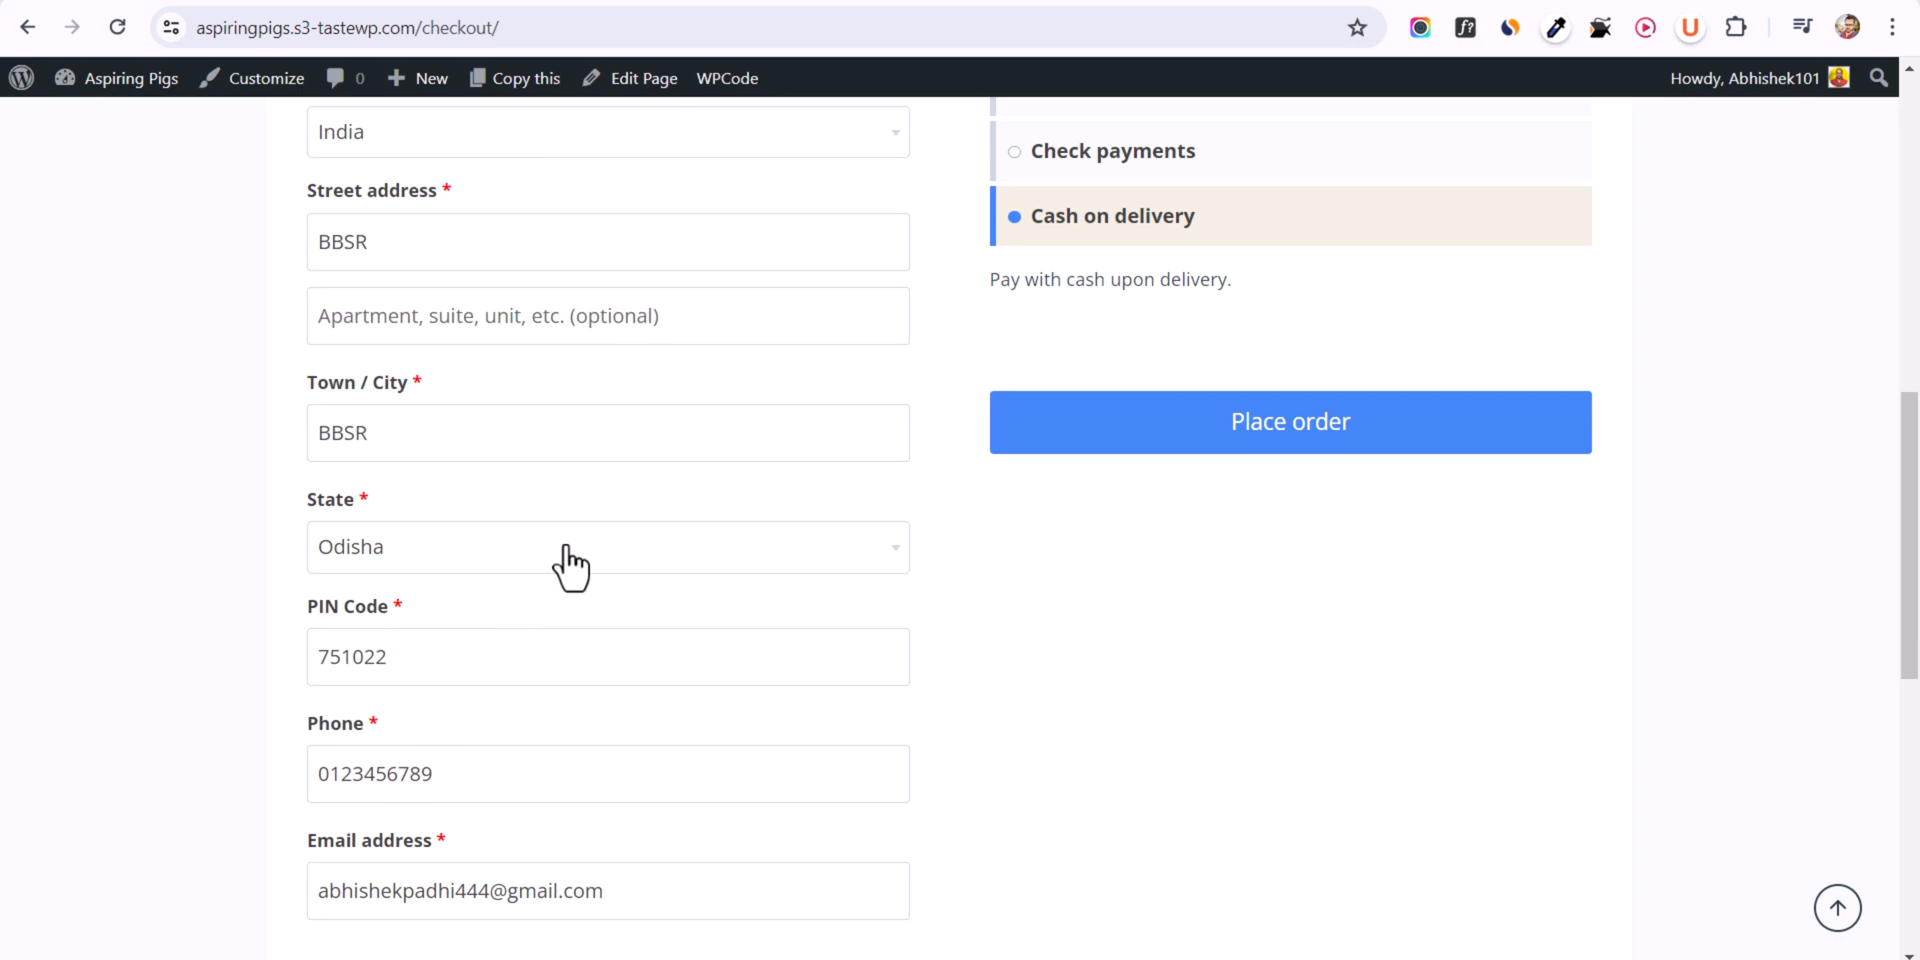 aspiringpigs.s3-tastewp.com/checkout/
f?
U
Aspiring Pigs Customize 0 New Copy this Edit Page WPCode Howdy, Abhishek101
India
Street address *
BBSR
Apartment, suite, unit, etc. (optional)
Town / City *
BBSR
State *
Odisha
PIN Code *
751022
Phone *
0123456789
Email address *
abhishekpadhi444@gmail.com
Check payments
Cash on delivery
Pay with cash upon delivery.
Place order